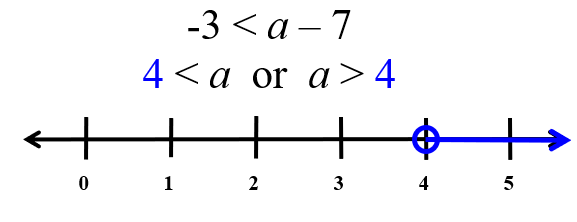 -3 < a – 7
4 < a or a > 4
0 1 2 3 4 5